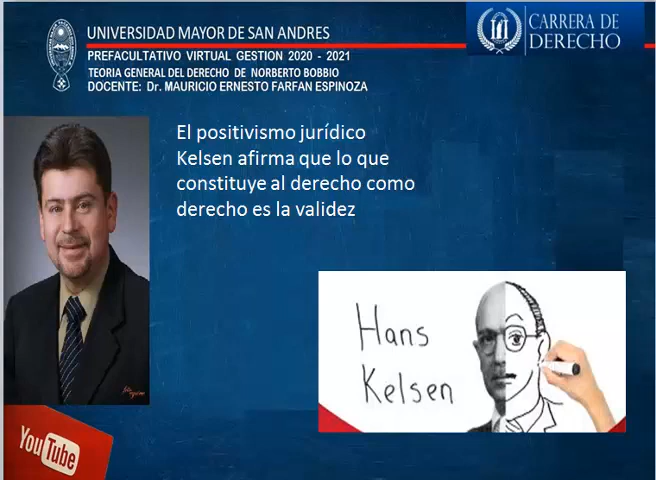 UNIVERSIDAD MAYOR DE SAN ANDRES
PREFACULTATIVO VIRTUAL GESTION 2020 - 2021
TEORIA GENERAL DEL DERECHO DE NORBERTO BOBBIO
DOCENTE: Dr. MAURICIO ERNESTO FARFAN ESPINOZA
CARRERA DE
DERECHO
El positivismo jurídico
Kelsen afirma que lo que
constituye al derecho como
derecho es la validez
Hans
Kelsen
YouTube